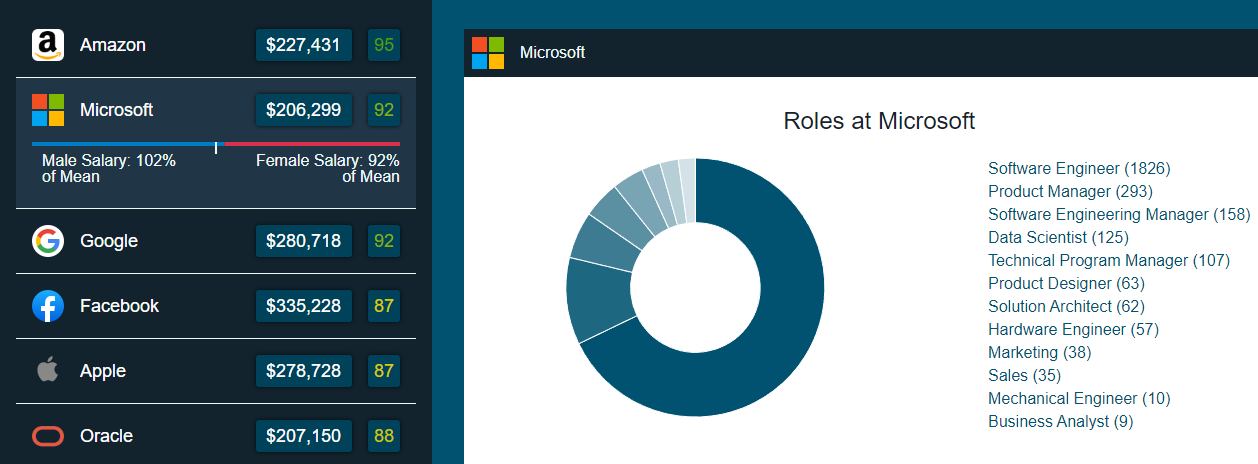 Amazon $227,431 95
Microsoft $206,299 92
Male Salary: 102%
of Mean
Female Salary: 92%
of Mean
Google $280,718 92
Facebook $335,228 87
Apple $278,728 87
Oracle $207,150 88
Microsoft
Roles at Microsoft
Software Engineer (1826)
Product Manager (293)
Software Engineering Manager (158)
Data Scientist (125)
Technical Program Manager (107)
Product Designer (63)
Solution Architect (62)
Hardware Engineer (57)
Marketing (38)
Sales (35)
Mechanical Engineer (10)
Business Analyst (9)